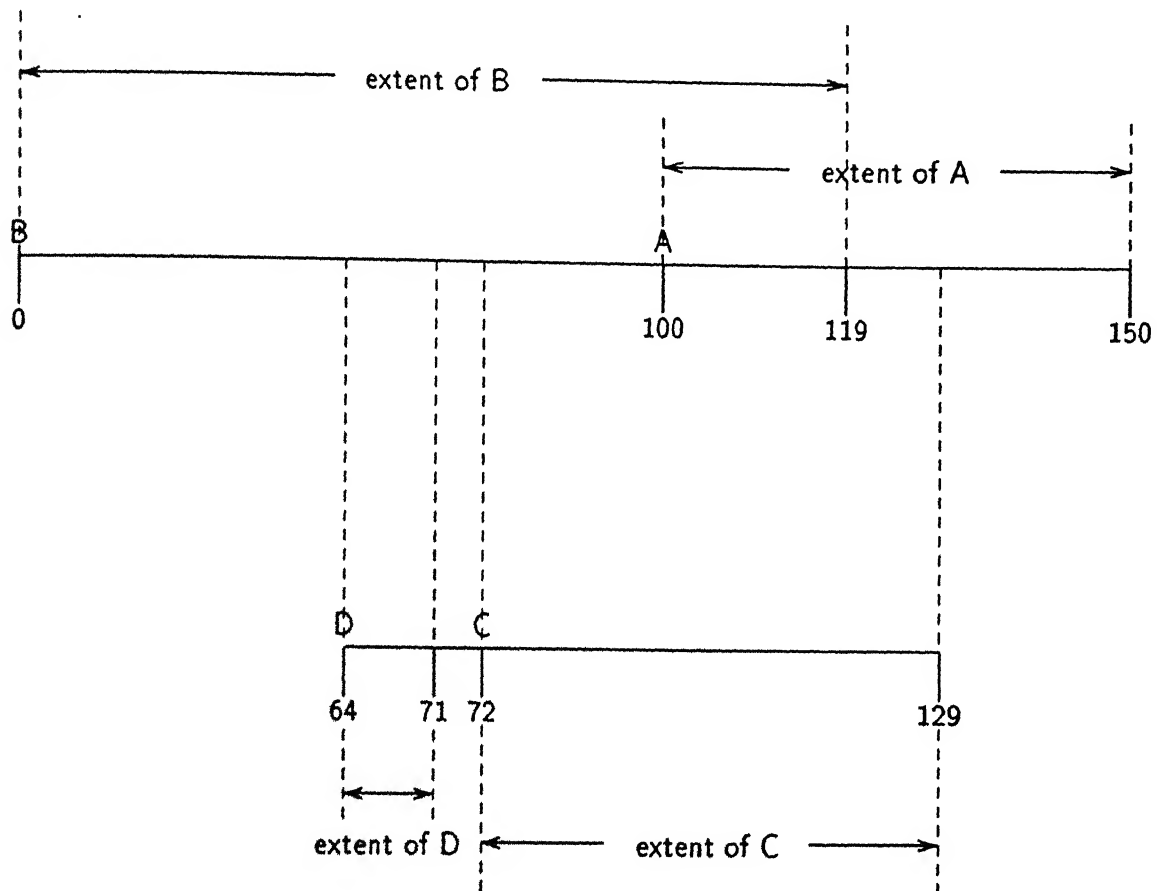 extent of B
extent of A
B
A
0
100
119
150
D
C
64
71
72
129
extent of D
extent of C